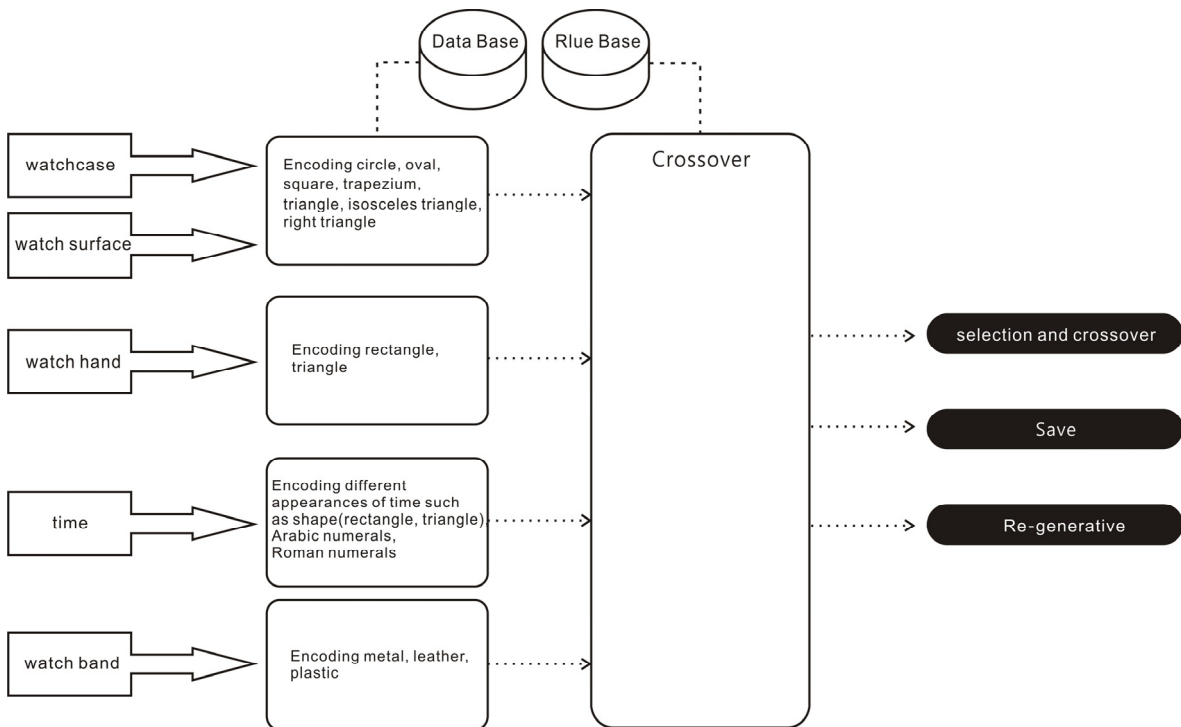 Data Base
Rlue Base
watchcase
Encoding circle, oval,
square, trapezium,
triangle, isosceles triangle,
right triangle
Crossover
watch surface
watch hand
Encoding rectangle,
triangle
selection and crossover
Save
time
Encoding different
appearances of time such
as shape(rectangle, triangle),
Arabic numerals,
Roman numerals
Re-generative
watch band
Encoding metal, leather,
plastic